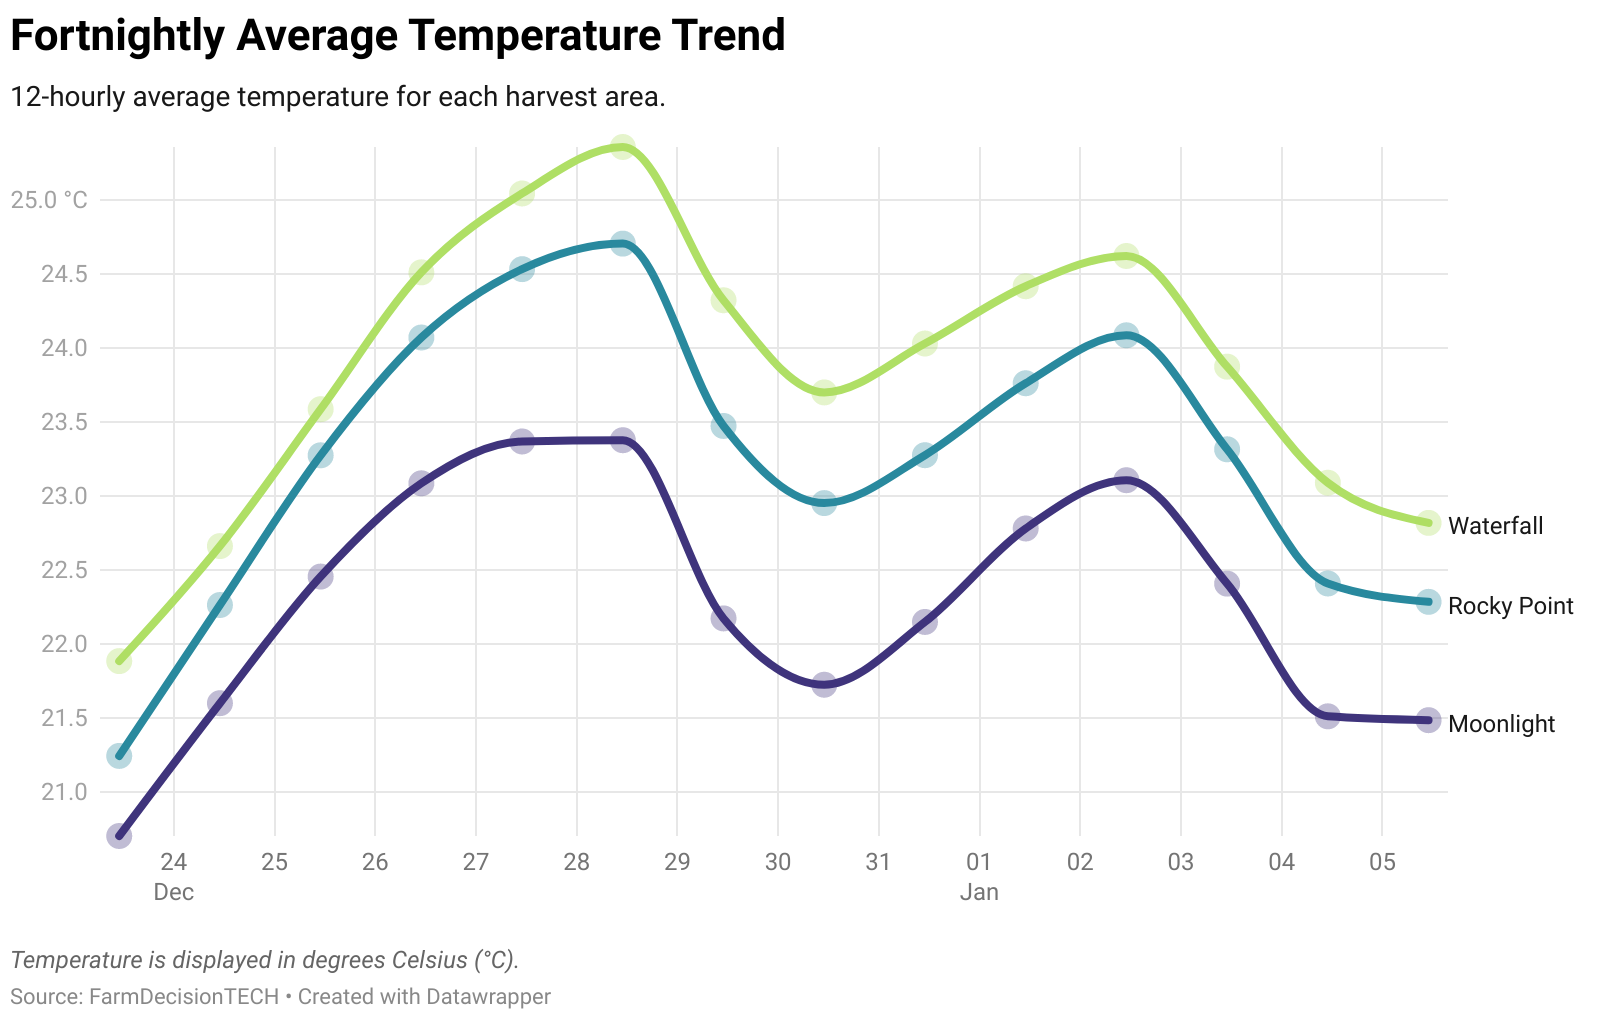 Fortnightly Average Temperature Trend
12-hourly average temperature for each harvest area.
25.0 °C
24.5
24.0
23.5
23.0
22.5
22.0
21.5
21.0
Waterfall
Rocky Point
Moonlight
24 25 26 27 28 29 30 31 01 02 03 04 05
Dec Jan
Temperature is displayed in degrees Celsius (°C).
Source: FarmDecisionTECH • Created with Datawrapper